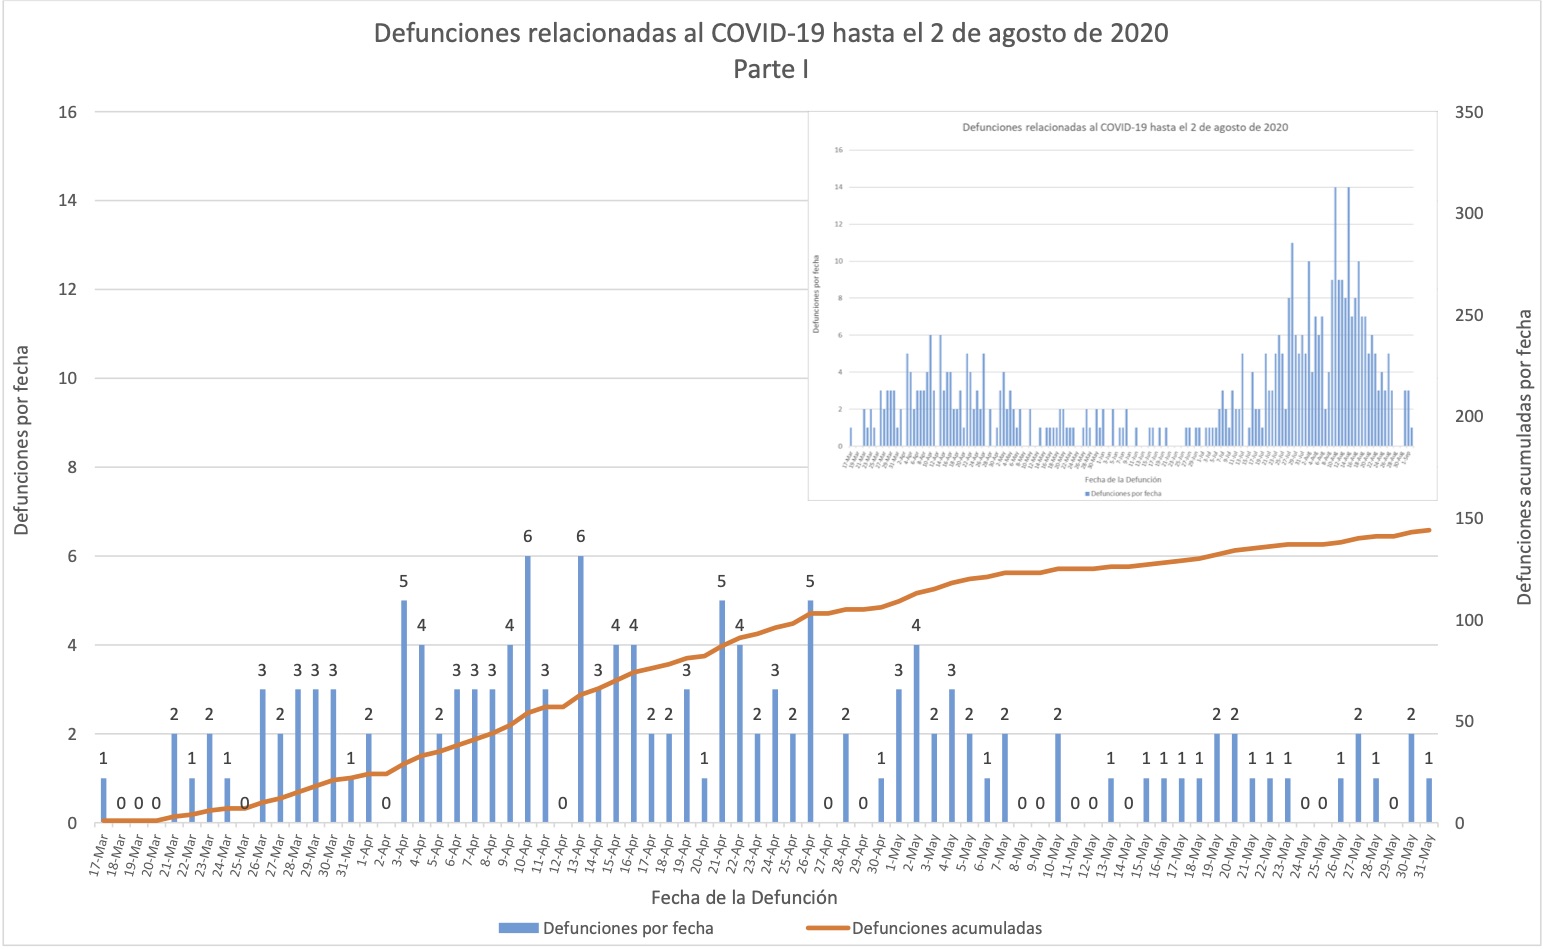 Defunciones relacionadas al COVID-19 hasta el 2 de agosto de 2020
Parte I
16
14
12
10
8
6
4
2
0
Defunciones por fecha
350
300
250
200
150
100
50
0
Defunciones acumuladas por fecha
Defunciones relacionadas al COVID-19 hasta el 2 de agosto de 2020
16
14
12
10
8
6
4
2
0
Defunciones por fecha
Fecha de la Defunción
Defunciones por fecha
1 0 0 0 2 1 2 1 0 3 2 3 3 3 1 2 0 5 4 2 3 3 3 4 6 3 0 6 3 4 4 2 2 3 1 5 4 2 3 2 5 0 2 0 1 3 4 2 3 2 1 2 0 0 2 0 0 1 0 1 1 1 1 2 2 1 1 1 0 0 1 2 1 0 2 1
17-Mar 18-Mar 19-Mar 20-Mar 21-Mar 22-Mar 23-Mar 24-Mar 25-Mar 26-Mar 27-Mar 28-Mar 29-Mar 30-Mar 31-Mar 1-Apr 2-Apr 3-Apr 4-Apr 5-Apr 6-Apr 7-Apr 8-Apr 9-Apr 10-Apr 11-Apr 12-Apr 13-Apr 14-Apr 15-Apr 16-Apr 17-Apr 18-Apr 19-Apr 20-Apr 21-Apr 22-Apr 23-Apr 24-Apr 25-Apr 26-Apr 27-Apr 28-Apr 29-Apr 30-Apr 1-May 2-May 3-May 4-May 5-May 6-May 7-May 8-May 9-May 10-May 11-May 12-May 13-May 14-May 15-May 16-May 17-May 18-May 19-May 20-May 21-May 22-May 23-May 24-May 25-May 26-May 27-May 28-May 29-May 30-May 31-May
Fecha de la Defunción
Defunciones por fecha
Defunciones acumuladas